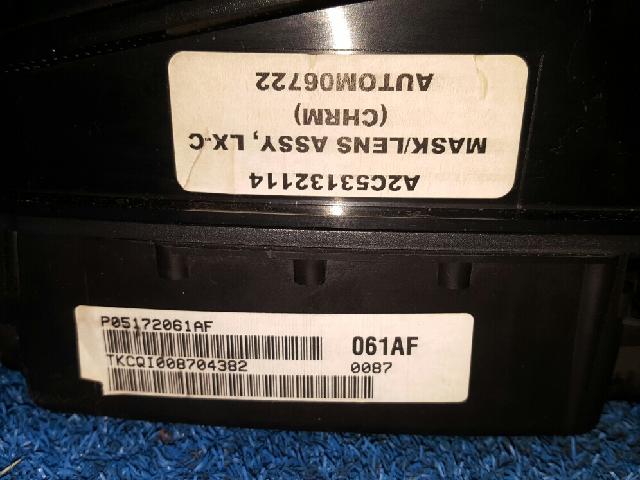 A2C53132114
MASK/LENS ASSY, LX-C
(CHRM)
AUTOM06722
P05172061AF
TKCQI008704382
061AF
0087